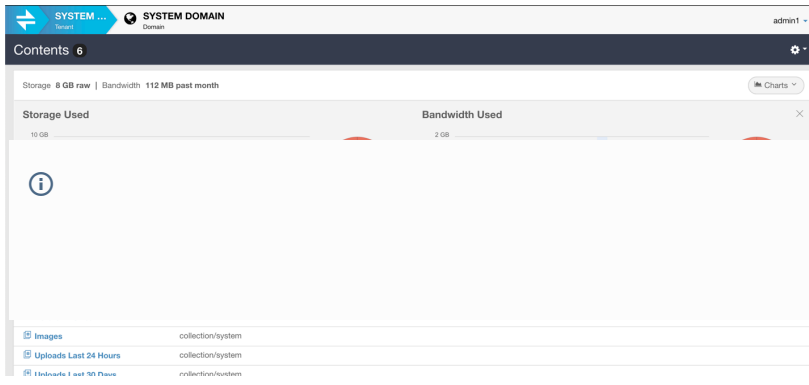 SYSTEM ...
Tenant
SYSTEM DOMAIN
Domain
admin1
Contents 6
Storage 8 GB raw | Bandwidth 112 MB past month
Charts
Storage Used
Bandwidth Used
10 GB
2 GB
Images collection/system
Uploads Last 24 Hours collection/system
Uploads Last 30 Days collection/system